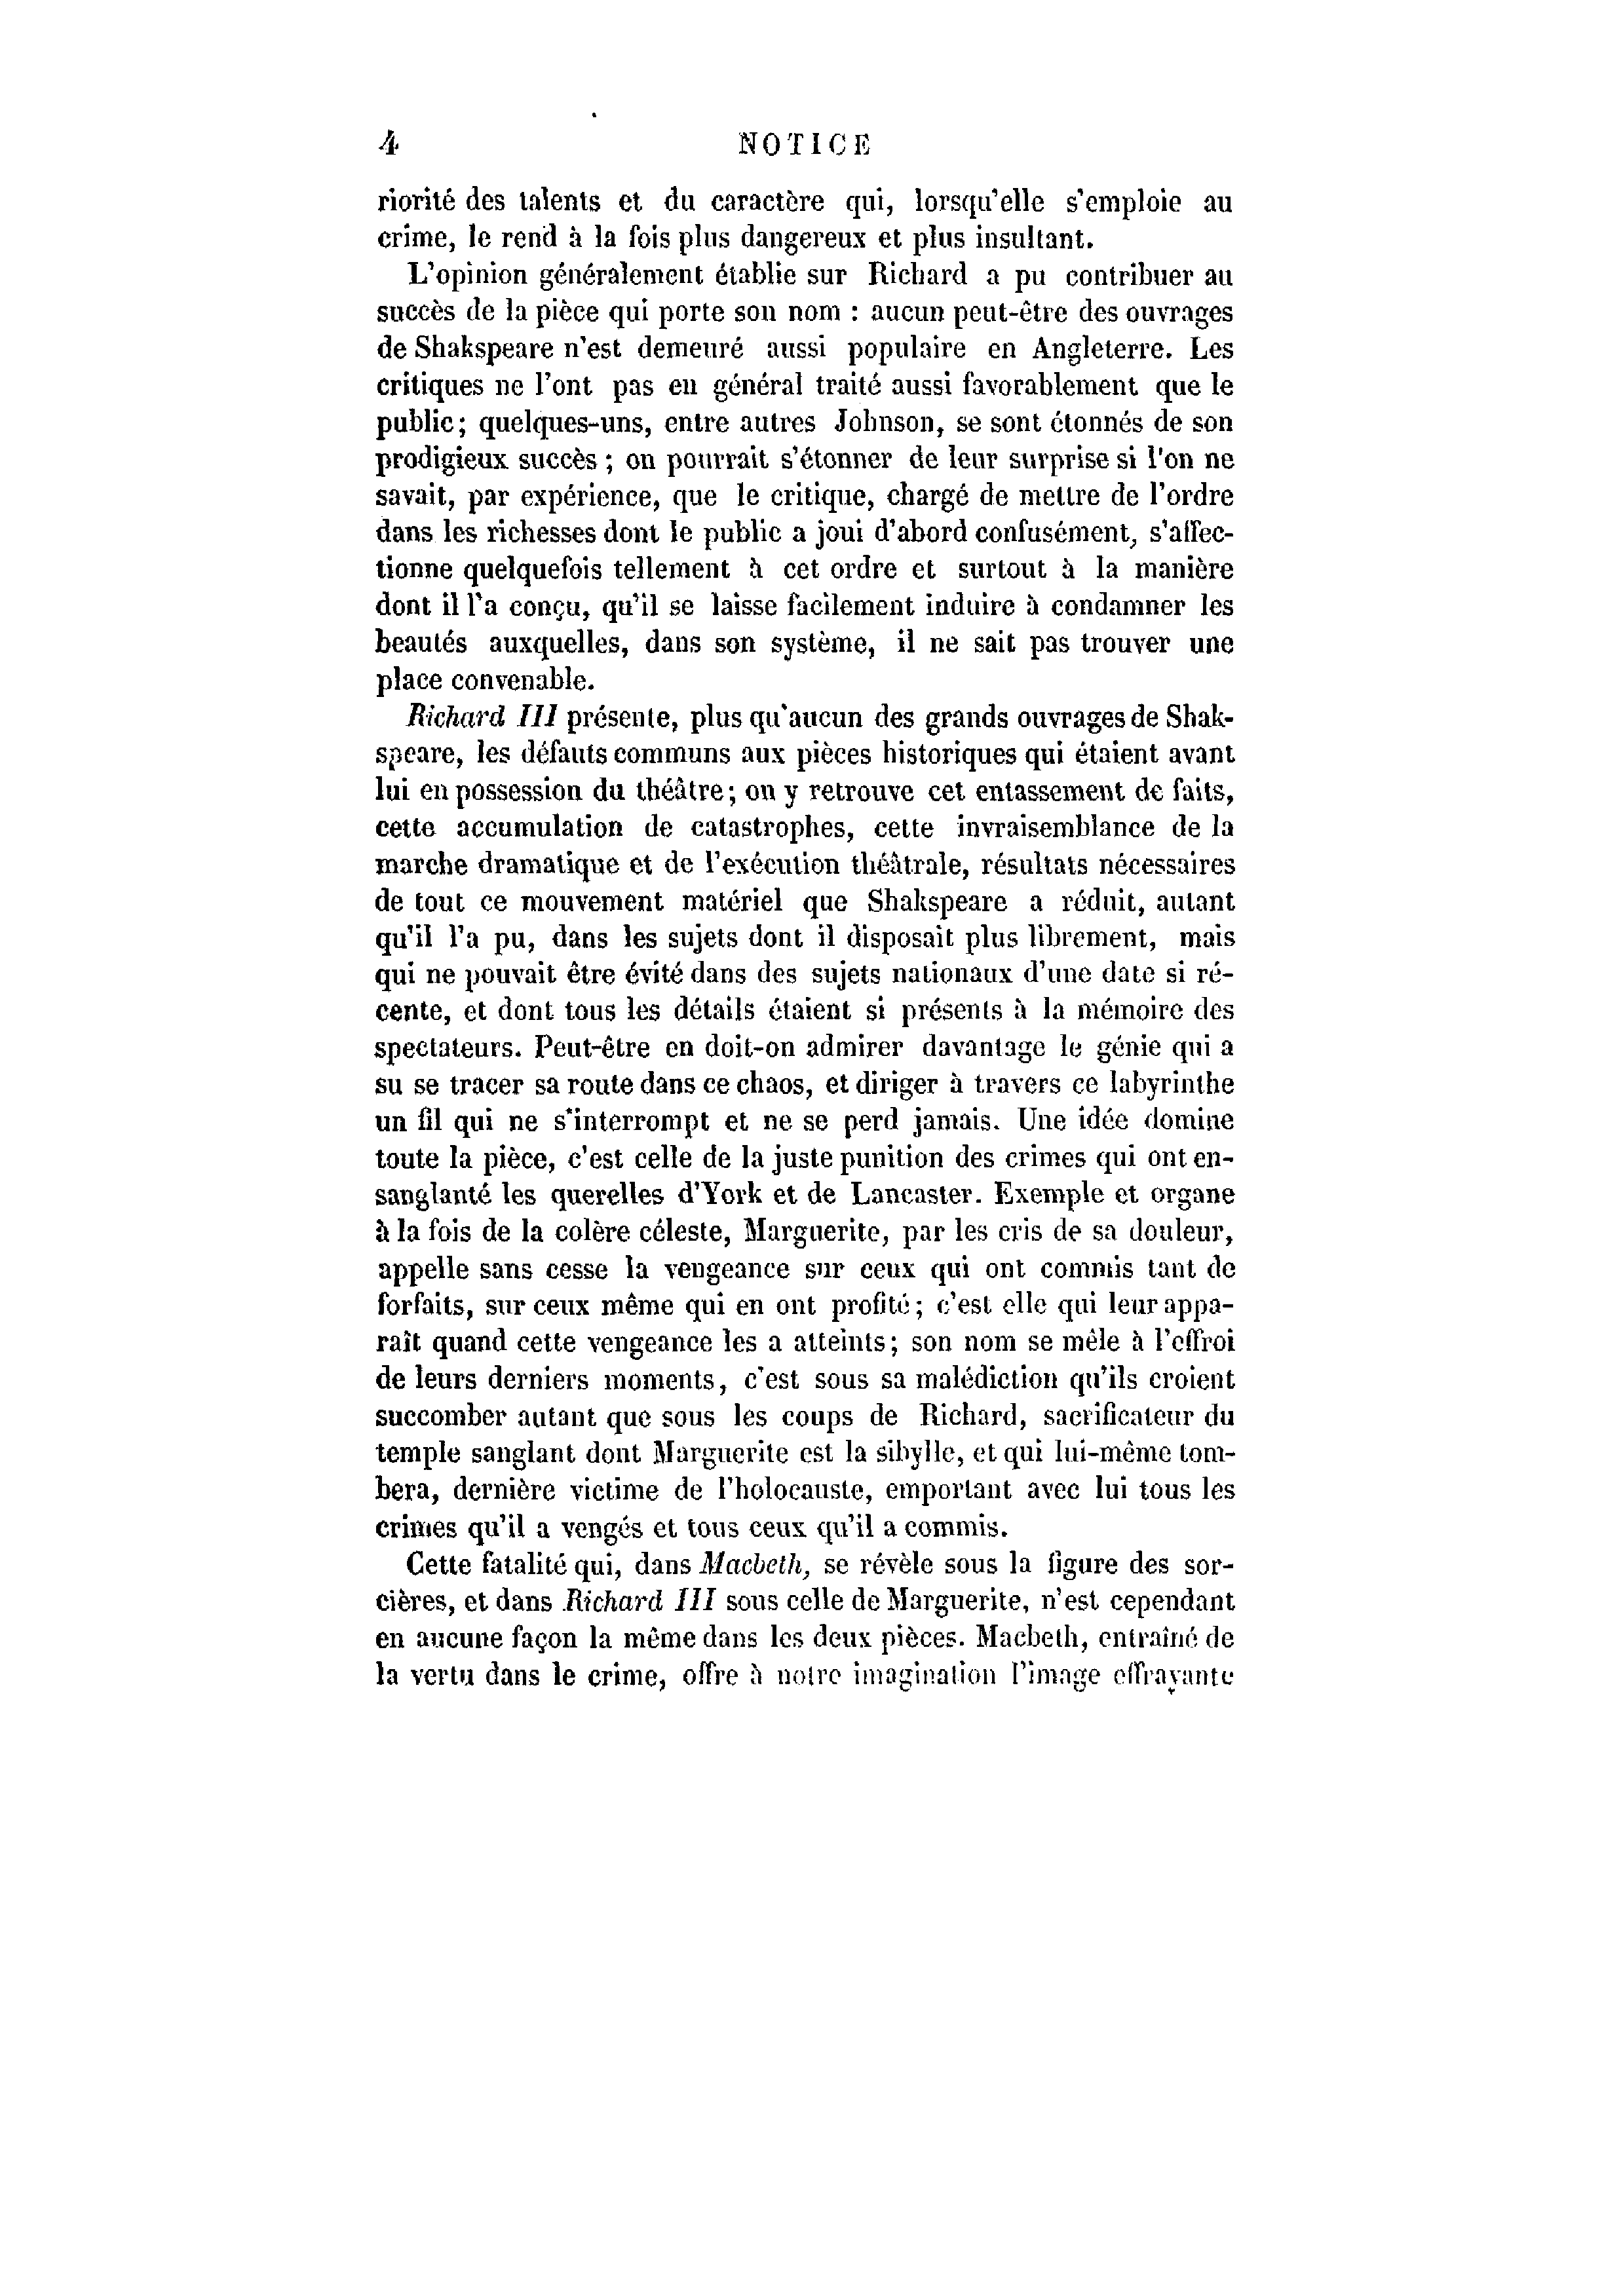 4 NOTICE
riorité des talents et du caractère qui, lorsqu'elle s'emploie au
crime, le rend à la fois plus dangereux et plus insultant.
L'opinion généralement établie sur Richard a pu contribuer au
succès de la pièce qui porte son nom : aucun peut-être des ouvrages
de Shakspeare n'est demeuré aussi populaire en Angleterre. Les
critiques ne l'ont pas en général traité aussi favorablement que le
public; quelques-uns, entre autres Johnson, se sont étonnés de son
prodigieux succès ; on pourrait s'étonner de leur surprise si l'on ne
savait, par expérience, que le critique, chargé de mettre de l'ordre
dans les richesses dont le public a joui d'abord confusément, s'affec-
tionne quelquefois tellement à cet ordre et surtout à la manière
dont il l'a conçu, qu'il se laisse facilement induire à condamner les
beautés auxquelles, dans son système, il ne sait pas trouver une
place convenable.
Richard III présente, plus qu'aucun des grands ouvrages de Shak-
speare, les défauts communs aux pièces historiques qui étaient avant
lui en possession du théâtre; on y retrouve cet entassement de faits,
cette accumulation de catastrophes, cette invraisemblance de la
marche dramatique et de l'exécution théâtrale, résultats nécessaires
de tout ce mouvement matériel que Shakspeare a réduit, autant
qu'il l'a pu, dans les sujets dont il disposait plus librement, mais
qui ne pouvait être évité dans des sujets nationaux d'une date si ré-
cente, et dont tous les détails étaient si présents à la mémoire des
spectateurs. Peut-être en doit-on admirer davantage le génie qui a
su se tracer sa route dans ce chaos, et diriger à travers ce labyrinthe
un fil qui ne s'interrompt et ne se perd jamais. Une idée domine
toute la pièce, c'est celle de la juste punition des crimes qui ont en-
sanglanté les querelles d'York et de Lancaster. Exemple et organe
à la fois de la colère céleste, Marguerite, par les cris de sa douleur,
appelle sans cesse la vengeance sur ceux qui ont commis tant de
forfaits, sur ceux même qui en ont profité; c'est elle qui leur appa-
raît quand cette vengeance les a atteints; son nom se mêle à l'effroi
de leurs derniers moments, c'est sous sa malédiction qu'ils croient
succomber autant que sous les coups de Richard, sacrificateur du
temple sanglant dont Marguerite est la sibylle, et qui lui-même tom-
bera, dernière victime de l'holocauste, emportant avec lui tous les
crimes qu'il a vengés et tous ceux qu'il a commis.
Cette fatalité qui, dans Macbeth, se révèle sous la figure des sor-
cières, et dans Richard III sous celle de Marguerite, n'est cependant
en aucune façon la même dans les deux pièces. Macbeth, entraîné de
la vertu dans le crime, offre à notre imagination l'image effrayante